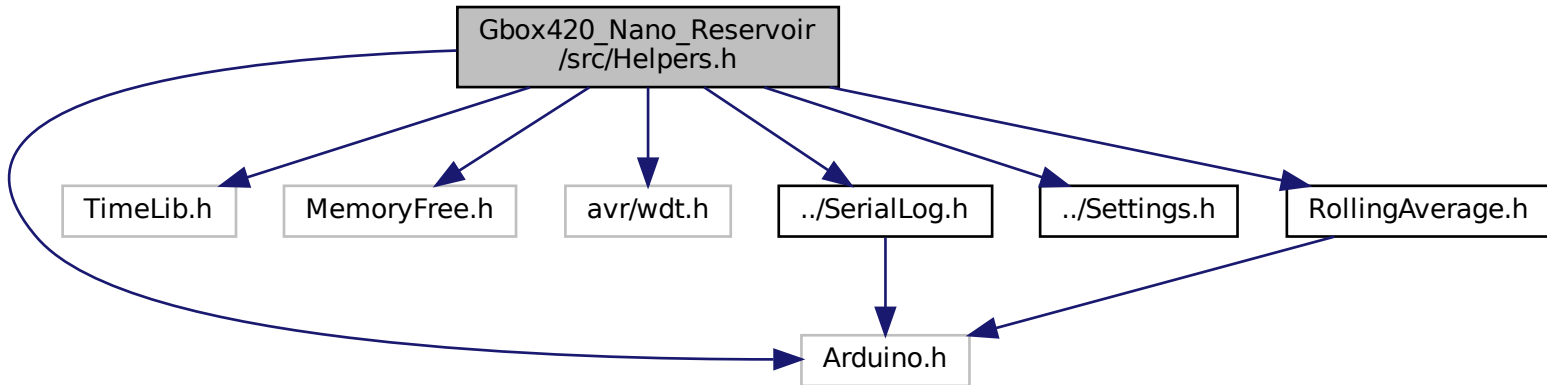 Gbox420_Nano_Reservoir
/src/Helpers.h
TimeLib.h
MemoryFree.h
avr/wdt.h
../SerialLog.h
../Settings.h
RollingAverage.h
Arduino.h